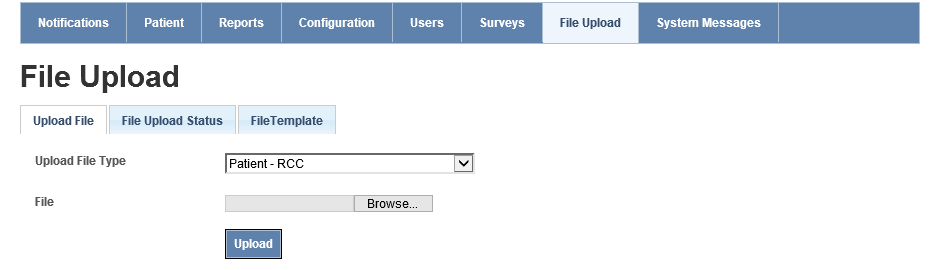 Notifications Patient Reports Configuration Users Surveys File Upload System Messages
File Upload
Upload File File Upload Status FileTemplate
Upload File Type Patient - RCC
File Browse...
Upload